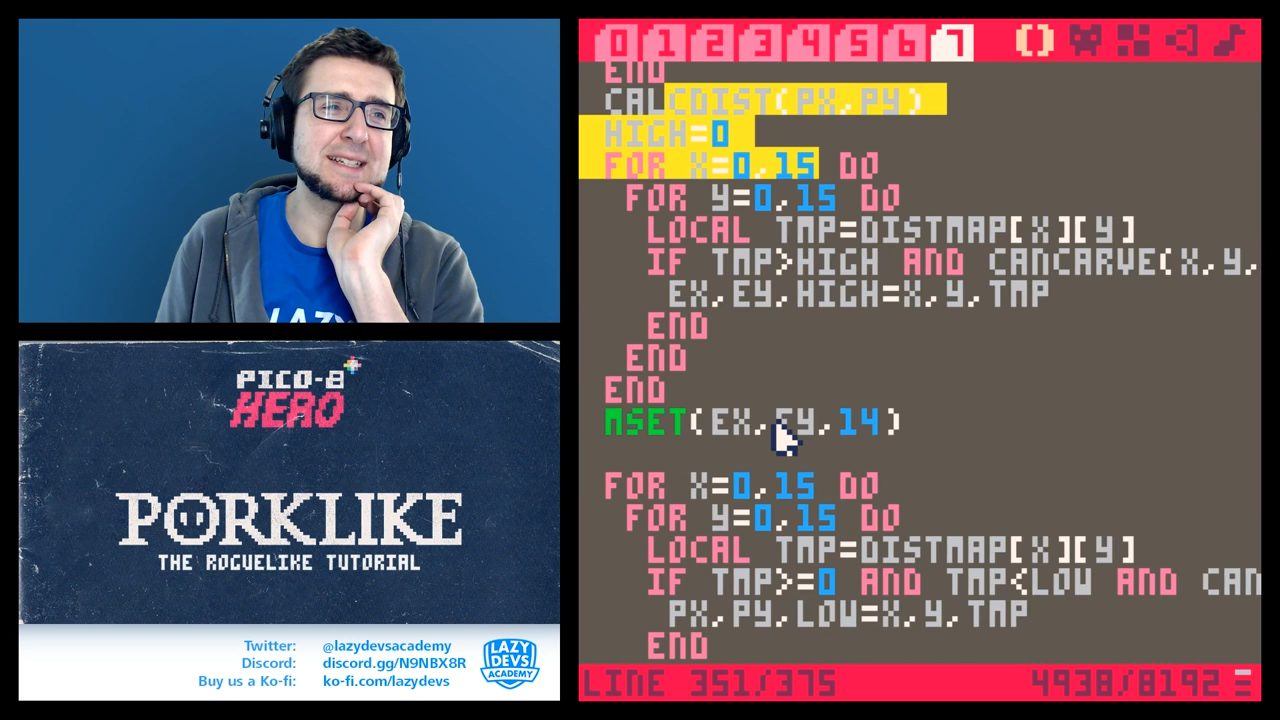 LAZY
PICO-8
HERO
PORKLIKE
THE ROGUELIKE TUTORIAL
Twitter: @lazydevsacademy
Discord: discord.gg/N9NBX8R
Buy us a Ko-fi: ko-fi.com/lazydevs
LAZY
DEVS
ACADEMY
0 1 2 3 4 5 6 7 ()
END
CALCDIST(PX,PY)
HIGH=0
FOR X=0,15 DO
FOR Y=0,15 DO
LOCAL TMP=DISTMAP[X][Y]
IF TMP>HIGH AND CANCARVE(X,Y,
EX,EY,HIGH=X,Y,TMP
END
END
END
MSET(EX,EY,14)
FOR X=0,15 DO
FOR Y=0,15 DO
LOCAL TMP=DISTMAP[X][Y]
IF TMP>=0 AND TMP<LOW AND CAN
PX,PY,LOW=X,Y,TMP
END
LINE 351/375 4938/8192